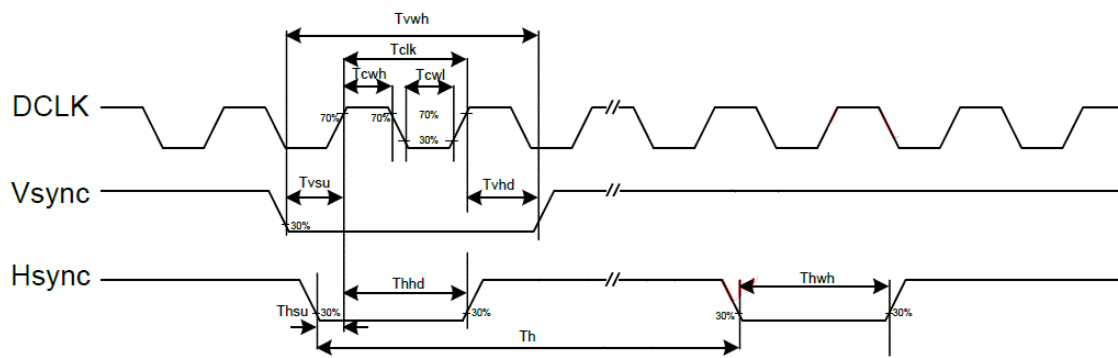 Tvwh
Tclk
Tcwh Tcwl
DCLK 70% 70% 70%
30%
Vsync Tvsu Tvhd
30%
Hsync Thhd Thwh
Thsu 30% 30% 30% 30%
Th